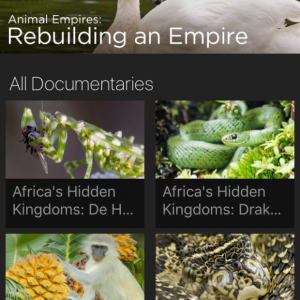 Animal Empires:
Rebuilding an Empire
All Documentaries
Africa's Hidden
Kingdoms: De H...
Africa's Hidden
Kingdoms: Drak...